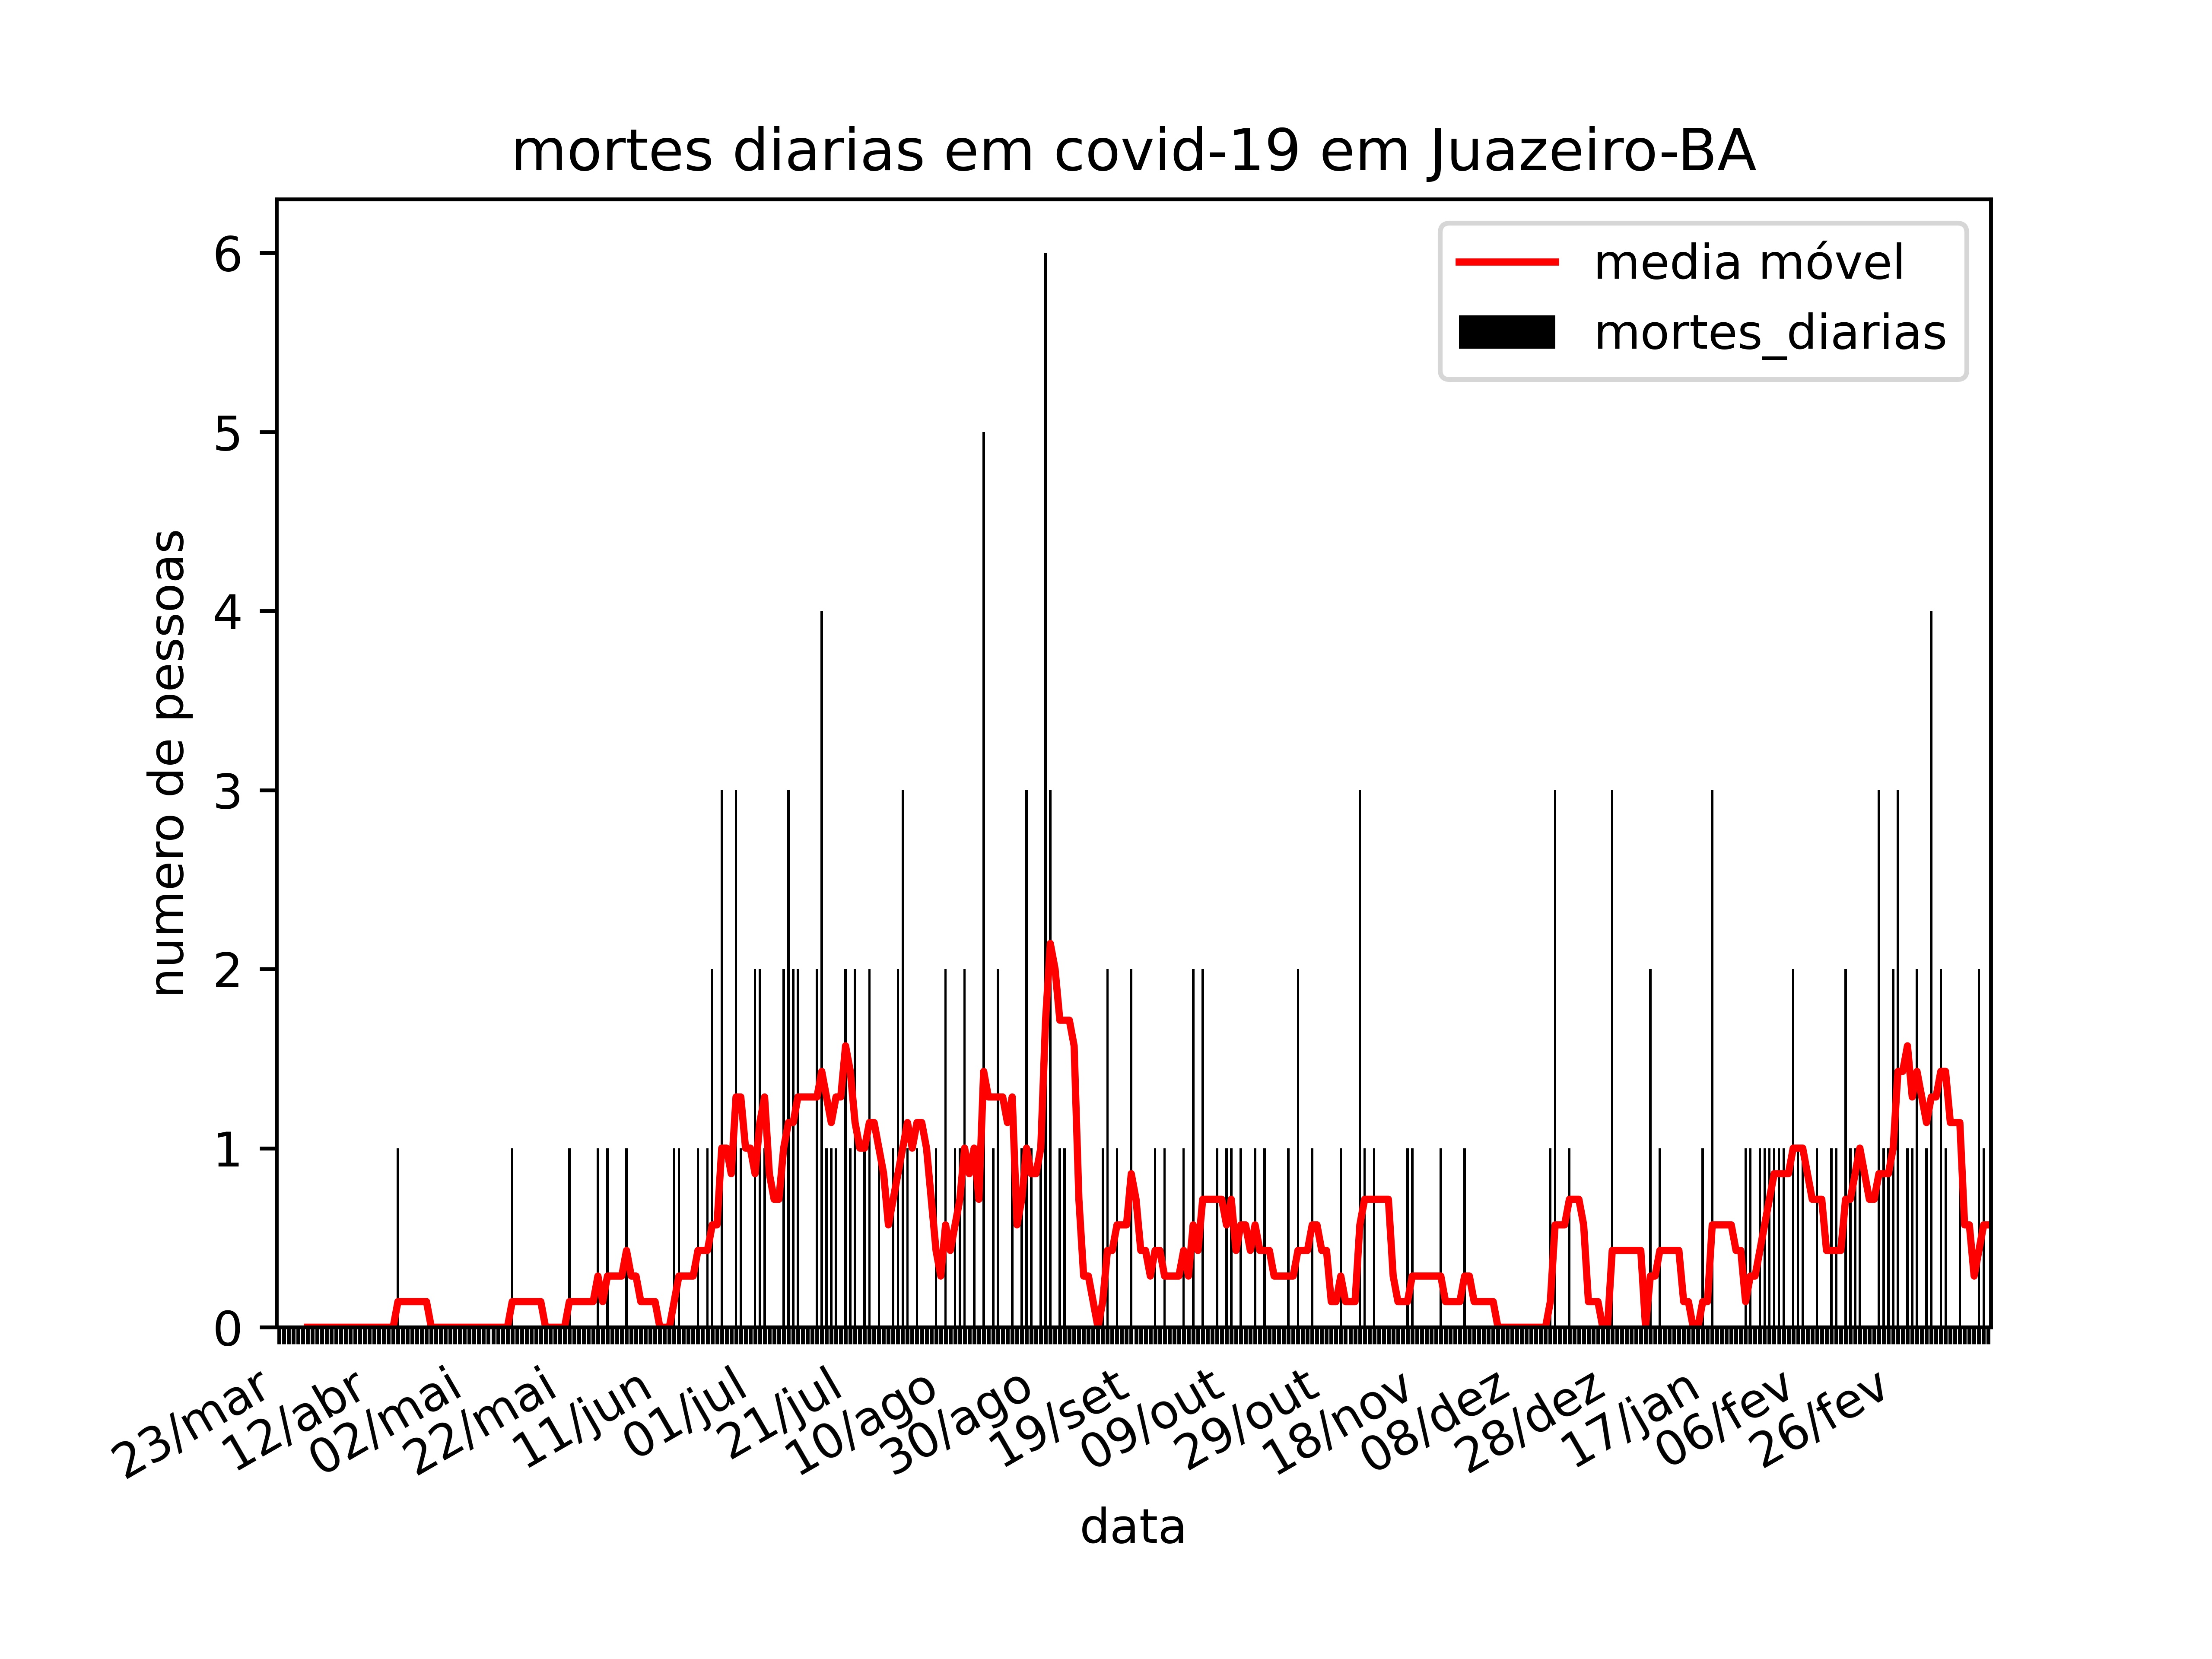 mortes diarias em covid-19 em Juazeiro-BA
media móvel
mortes_diarias
numero de pessoas
6
5
4
3
2
1
0
23/mar
12/abr
02/mai
22/mai
11/jun
01/jul
21/jul
10/ago
30/ago
19/set
09/out
29/out
18/nov
08/dez
28/dez
17/jan
06/fev
26/fev
data